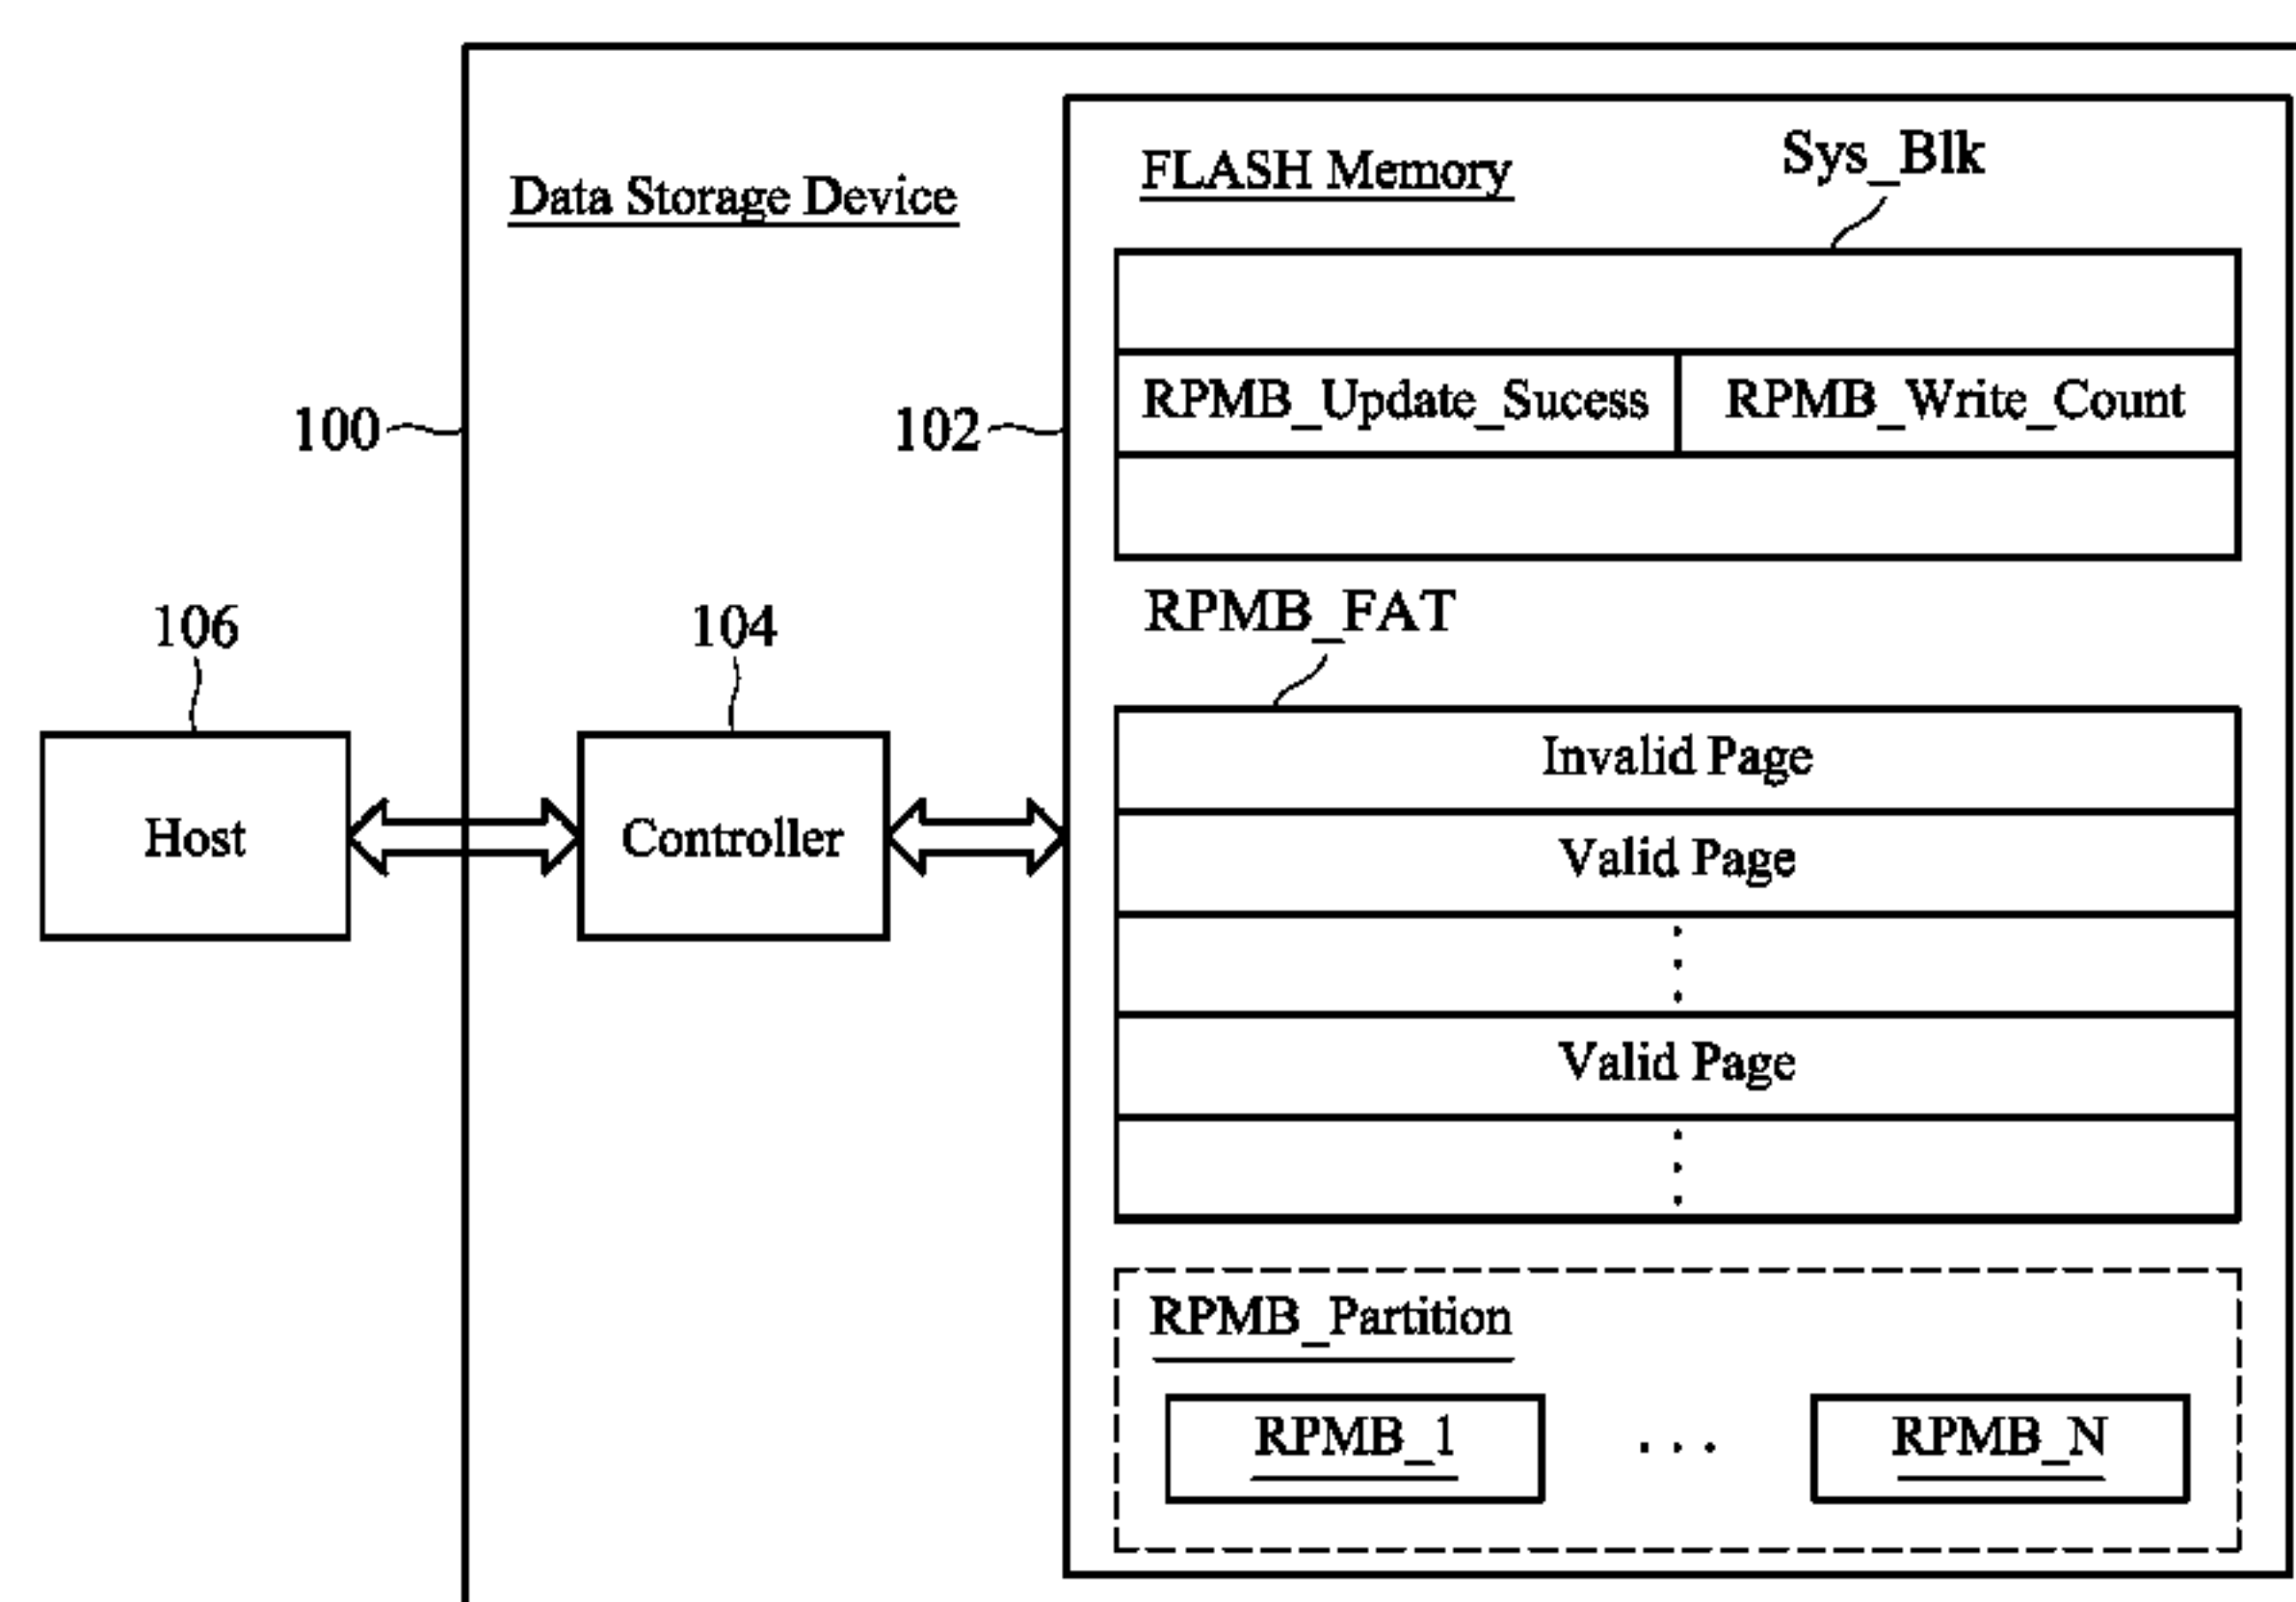 Data Storage Device
FLASH Memory
Sys_Blk
RPMB_Update_Sucess
RPMB_Write_Count
100
102
RPMB_FAT
106
104
Host
Controller
Invalid Page
Valid Page
Valid Page
RPMB_Partition
RPMB_1
. . .
RPMB_N